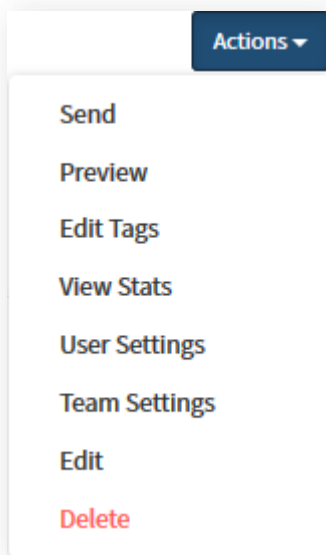 Actions
Send
Preview
Edit Tags
View Stats
User Settings
Team Settings
Edit
Delete